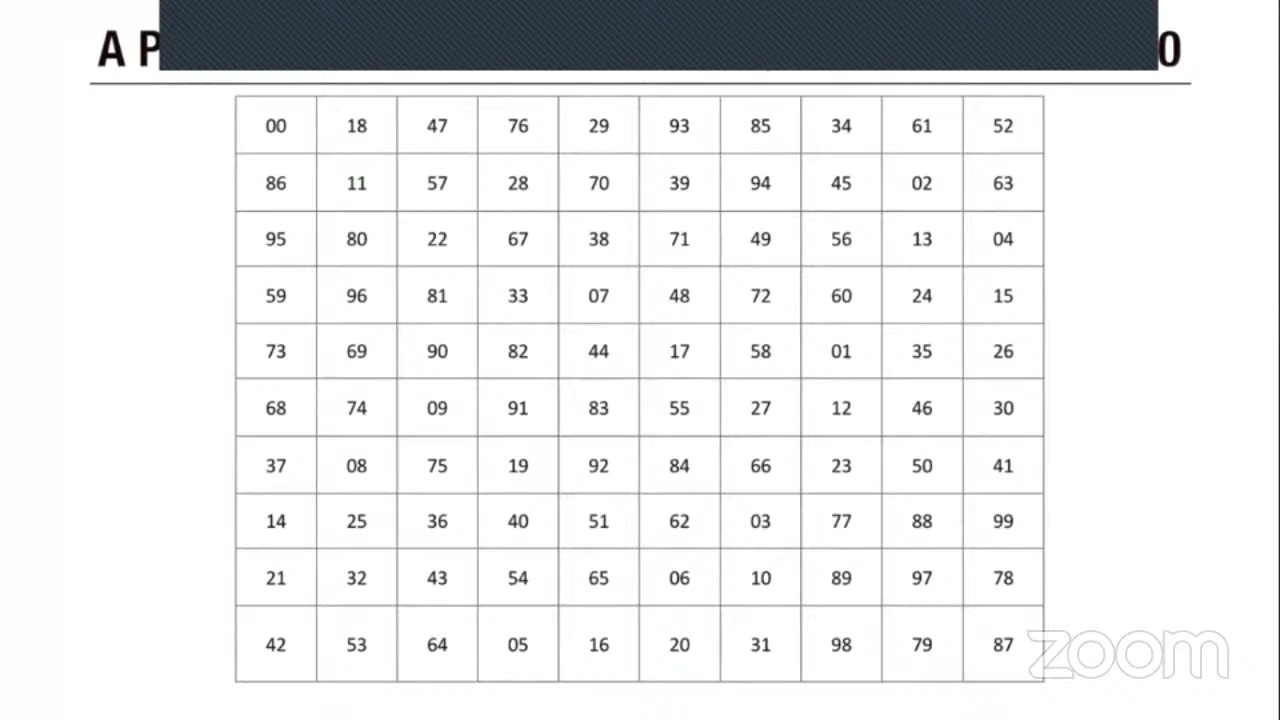 A P O
00 18 47 76 29 93 85 34 61 52
86 11 57 28 70 39 94 45 02 63
95 80 22 67 38 71 49 56 13 04
59 96 81 33 07 48 72 60 24 15
73 69 90 82 44 17 58 01 35 26
68 74 09 91 83 55 27 12 46 30
37 08 75 19 92 84 66 23 50 41
14 25 36 40 51 62 03 77 88 99
21 32 43 54 65 06 10 89 97 78
42 53 64 05 16 20 31 98 79 87
zoom